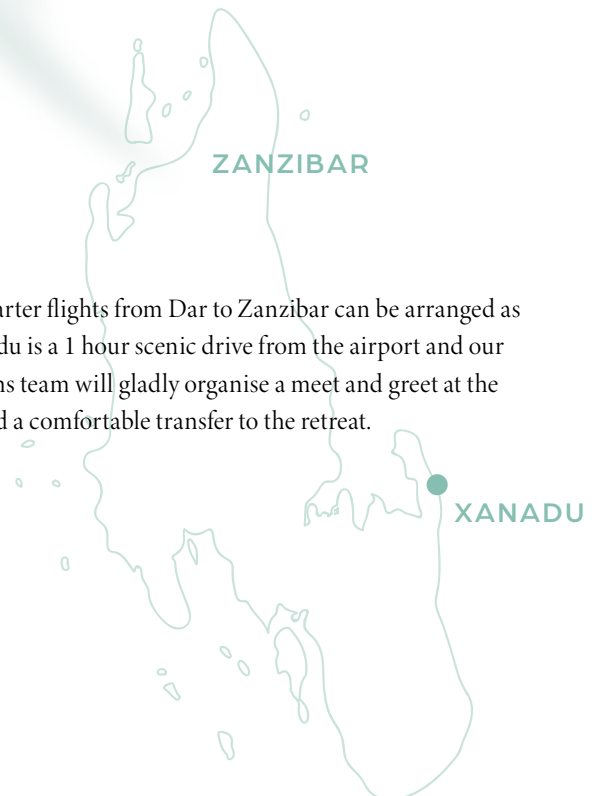 ZANZIBAR
arter flights from Dar to Zanzibar can be arranged as
du is a 1 hour scenic drive from the airport and our
ns team will gladly organise a meet and greet at the
d a comfortable transfer to the retreat.
XANADU